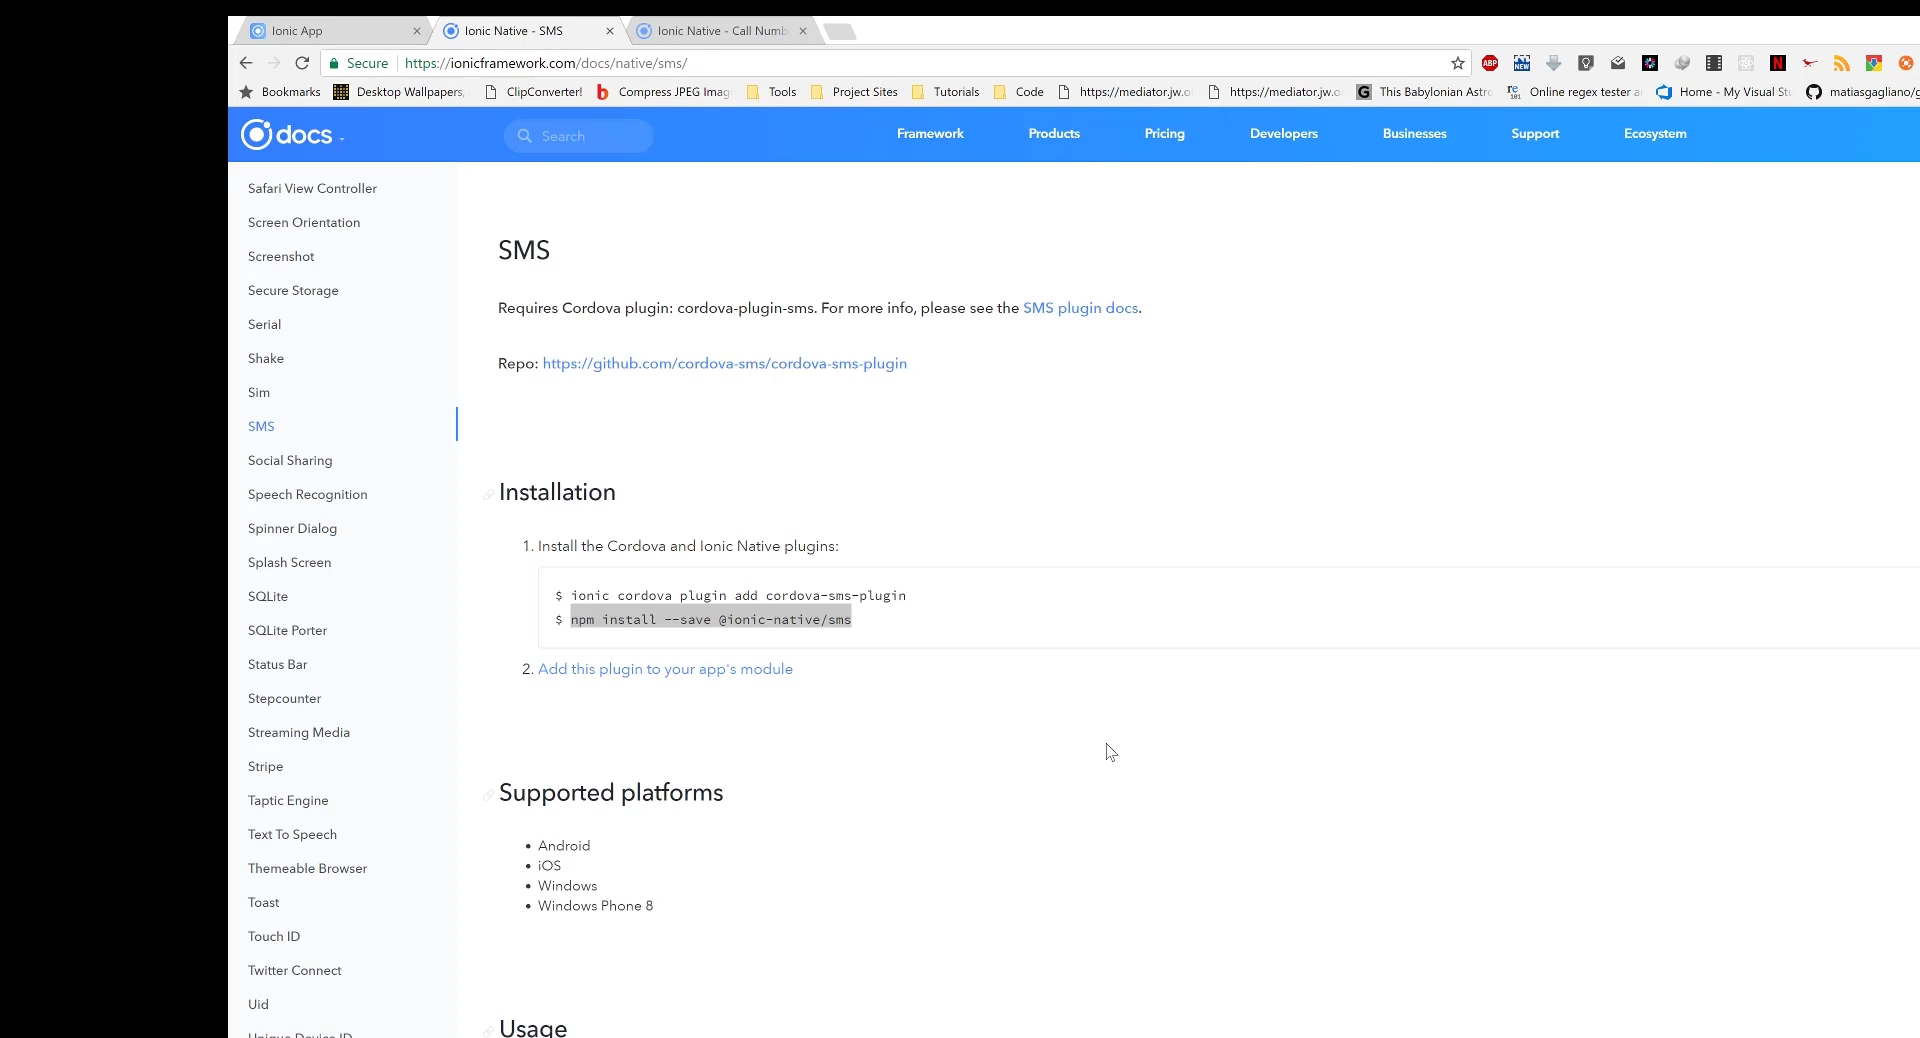 Ionic App
Ionic Native - SMS
Ionic Native - Call Numb
Secure
https://ionicframework.com/docs/native/sms/
ABP
NEW
N
Bookmarks
Desktop Wallpapers,
ClipConverter!
b
Compress JPEG Imag
Tools
Project Sites
Tutorials
Code
https://mediator.jw.o
https://mediator.jw.o
G
This Babylonian Astro
re
101
Online regex tester a
Home - My Visual Stu
matiasgagliano/g
docs
Search
Framework
Products
Pricing
Developers
Businesses
Support
Ecosystem
Safari View Controller
Screen Orientation
Screenshot
Secure Storage
Serial
Shake
Sim
SMS
Social Sharing
Speech Recognition
Spinner Dialog
Splash Screen
SQLite
SQLite Porter
Status Bar
Stepcounter
Streaming Media
Stripe
Taptic Engine
Text To Speech
Themeable Browser
Toast
Touch ID
Twitter Connect
Uid
Unique Device ID
SMS
Requires Cordova plugin: cordova-plugin-sms. For more info, please see the SMS plugin docs.
Repo: https://github.com/cordova-sms/cordova-sms-plugin
Installation
1. Install the Cordova and Ionic Native plugins:
$ ionic cordova plugin add cordova-sms-plugin
$ npm install --save @ionic-native/sms
2. Add this plugin to your app's module
Supported platforms
• Android
• iOS
• Windows
• Windows Phone 8
Usage